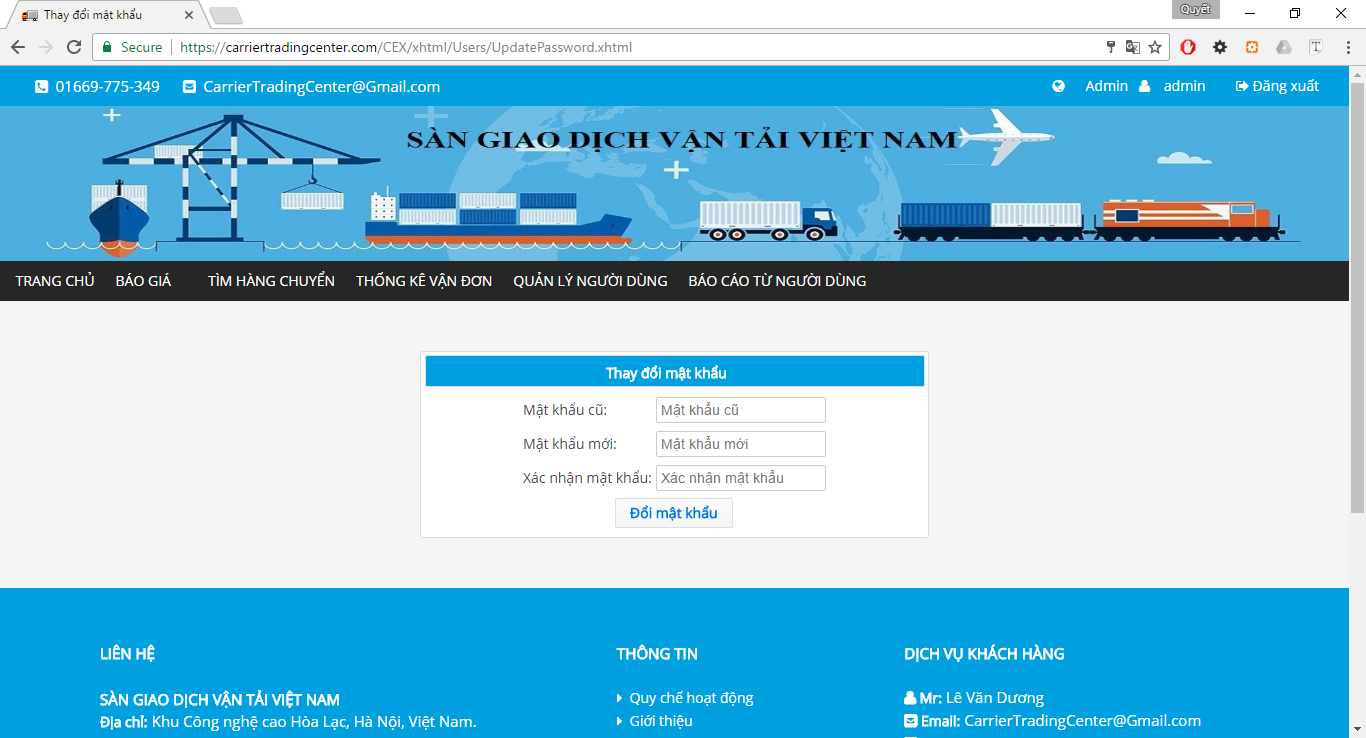 Thay đổi mật khẩu
Quyết
Secure
https://carriertradingcenter.com/CEX/xhtml/Users/UpdatePassword.xhtml
01669-775-349 CarrierTradingCenter@Gmail.com Admin admin Đăng xuất
SÀN GIAO DỊCH VẬN TẢI VIỆT NAM
TRANG CHỦ BÁO GIÁ TÌM HÀNG CHUYỂN THỐNG KÊ VẬN ĐƠN QUẢN LÝ NGƯỜI DÙNG BÁO CÁO TỪ NGƯỜI DÙNG
Thay đổi mật khẩu
Mật khẩu cũ: Mật khẩu cũ
Mật khẩu mới: Mật khẩu mới
Xác nhận mật khẩu: Xác nhận mật khẩu
Đổi mật khẩu
LIÊN HỆ
SÀN GIAO DỊCH VẬN TẢI VIỆT NAM
Địa chỉ: Khu Công nghệ cao Hòa Lạc, Hà Nội, Việt Nam.
THÔNG TIN
Quy chế hoạt động
Giới thiệu
DỊCH VỤ KHÁCH HÀNG
Mr: Lê Văn Dương
Email: CarrierTradingCenter@Gmail.com